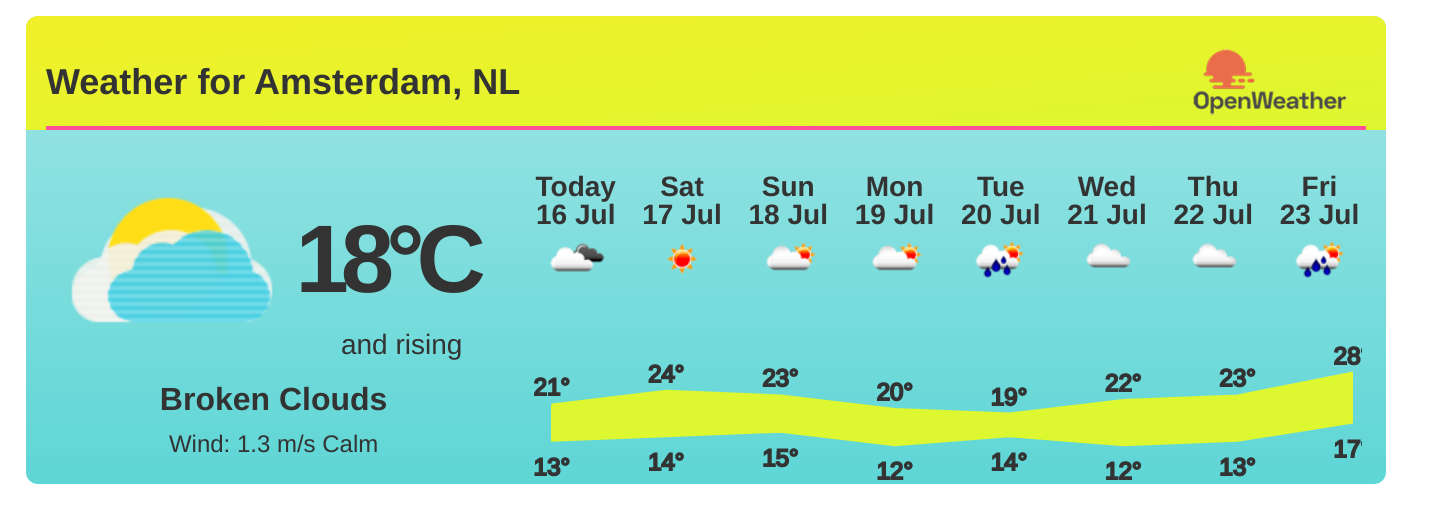 Weather for Amsterdam, NL
OpenWeather
18°C
and rising
Broken Clouds
Wind: 1.3 m/s Calm
Today Sat Sun Mon Tue Wed Thu Fri
16 Jul 17 Jul 18 Jul 19 Jul 20 Jul 21 Jul 22 Jul 23 Jul
21° 24° 23° 20° 19° 22° 23° 28°
13° 14° 15° 12° 14° 12° 13° 17°